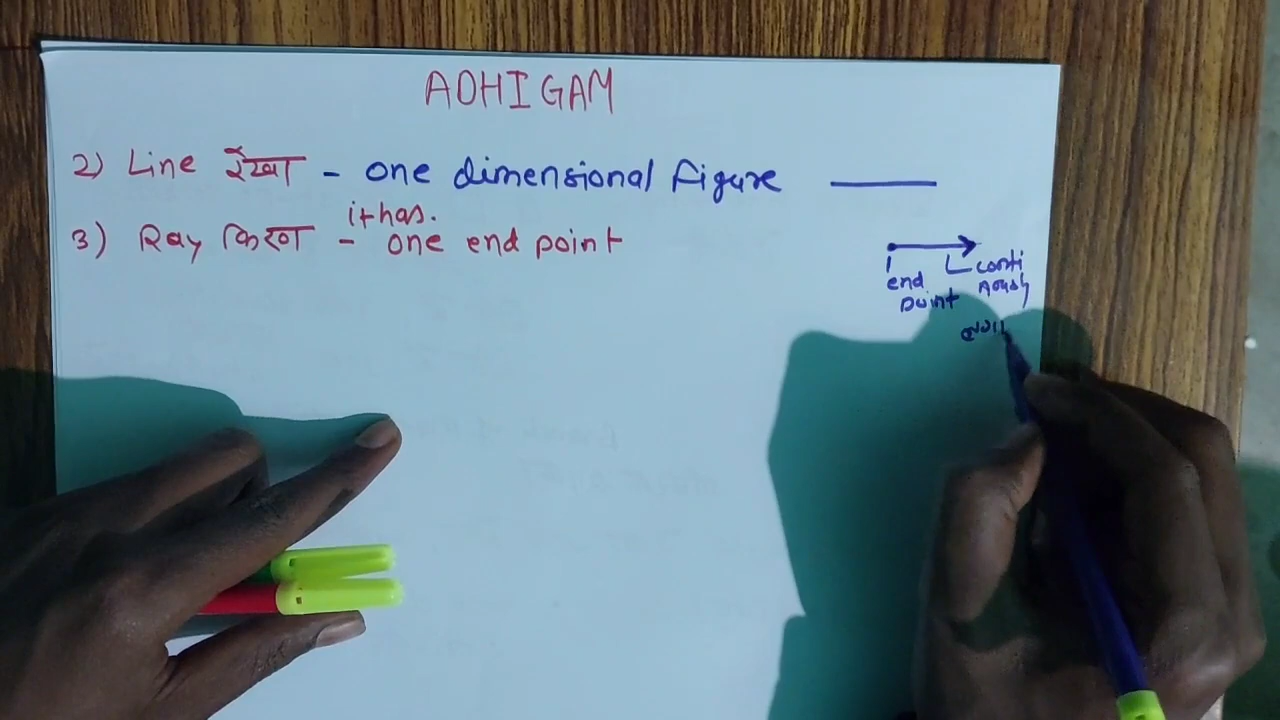 ADHIGAM
2) Line रेखा - one dimensional figure
it has.
3) Ray किरण - one end point
end
point
conti